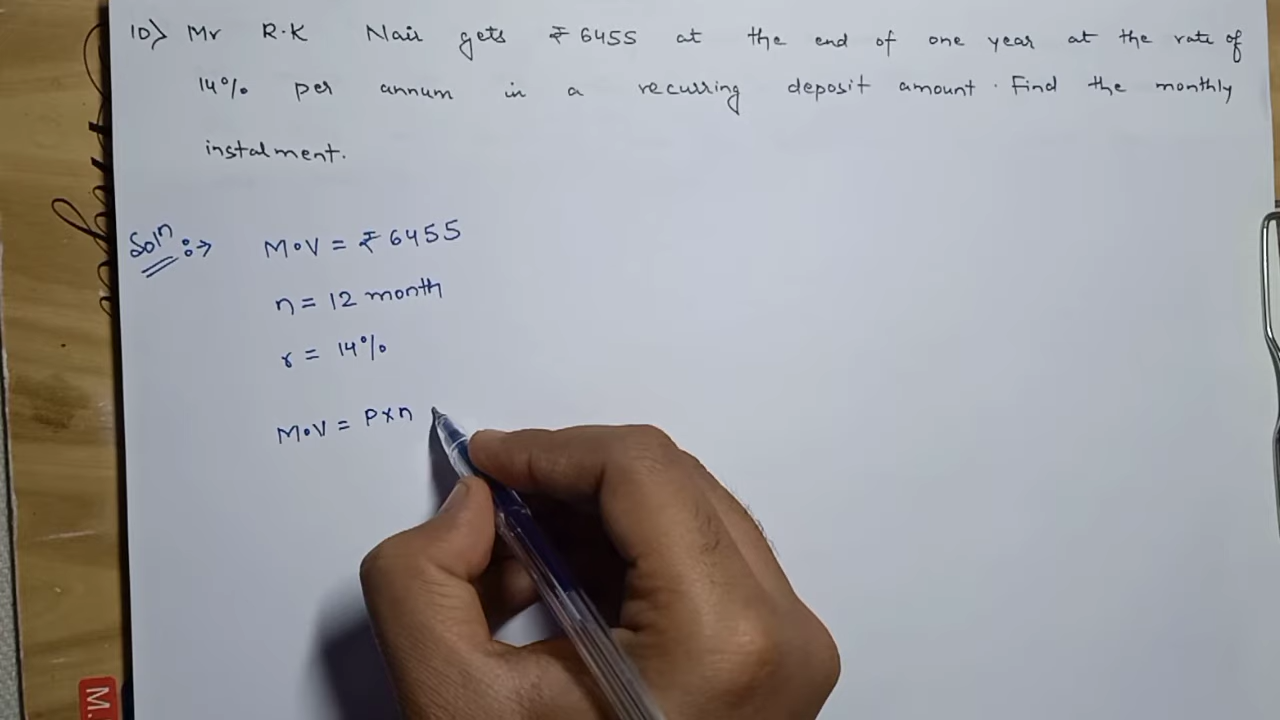 10> Mr R.K Nair gets ₹ 6455 at the end of one year at the rate of
14% per annum in a recurring deposit amount. Find the monthly
instalment.
Solⁿ :→ M.V = ₹ 6455
n = 12 month
r = 14%
M.V = P×n
M.